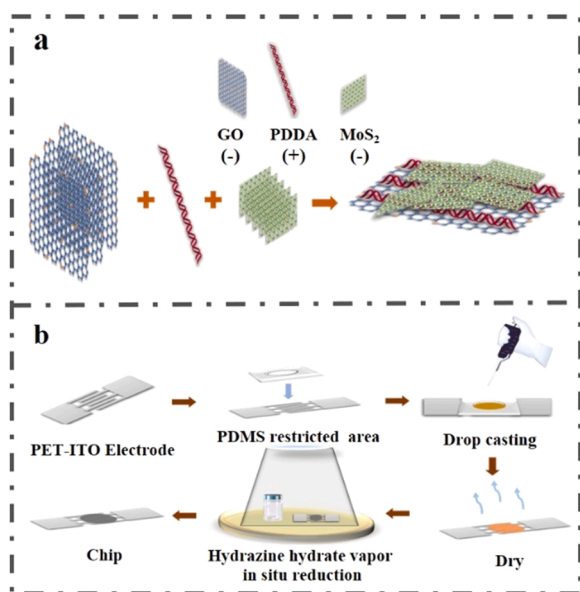 a
GO PDDA MoS₂
(-) (+) (-)
b
PET-ITO Electrode
PDMS restricted area
Drop casting
Chip
Hydrazine hydrate vapor
in situ reduction
Dry